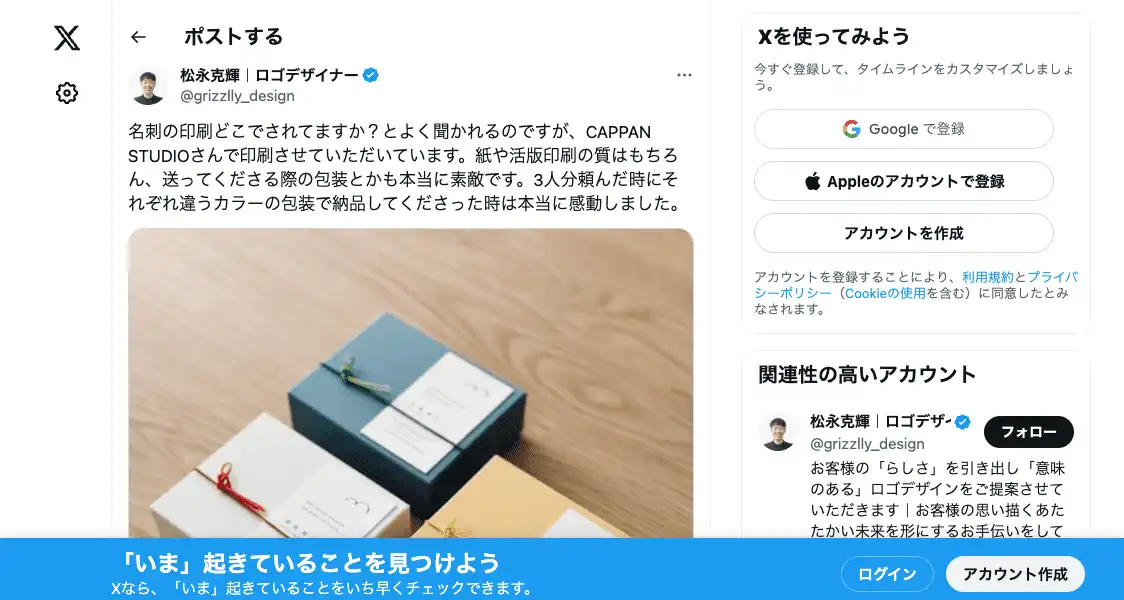 ポストする
松永克輝｜ロゴデザイナー
@grizzlly_design
名刺の印刷どこでされてますか？とよく聞かれるのですが、CAPPAN
STUDIOさんで印刷させていただいています。紙や活版印刷の質はもちろ
ん、送ってくださる際の包装とかも本当に素敵です。3人分頼んだ時にそ
れぞれ違うカラーの包装で納品してくださった時は本当に感動しました。
Xを使ってみよう
今すぐ登録して、タイムラインをカスタマイズしましょ
う。
Google で登録
Appleのアカウントで登録
アカウントを作成
アカウントを登録することにより、利用規約とプライバ
シーポリシー（Cookieの使用を含む）に同意したとみ
なされます。
関連性の高いアカウント
松永克輝｜ロゴデザ
フォロー
@grizzlly_design
お客様の「らしさ」を引き出し「意味
のある」ロゴデザインをご提案させて
いただきます｜お客様の思い描くあた
たかい未来を形にするお手伝いをして
「いま」起きていることを見つけよう
Xなら、「いま」起きていることをいち早くチェックできます。
ログイン
アカウント作成